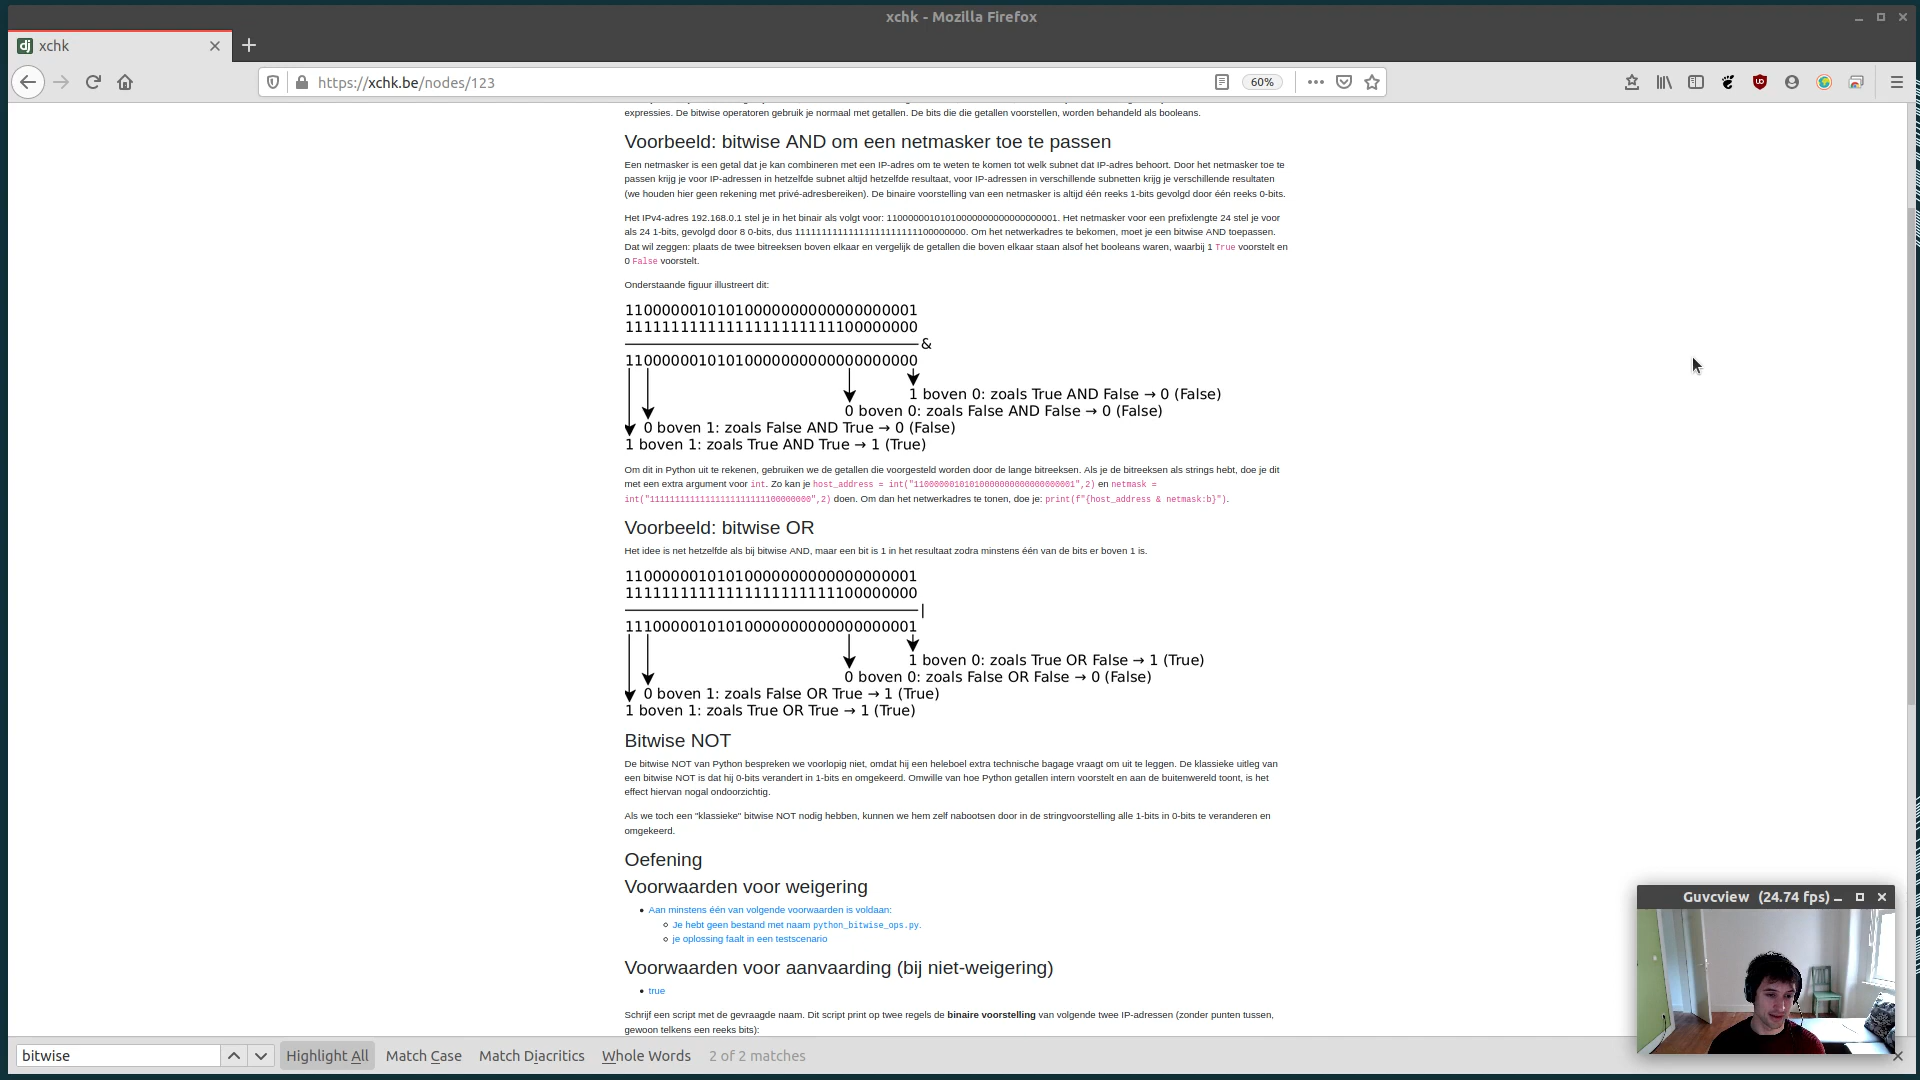 xchk - Mozilla Firefox
xchk
https://xchk.be/nodes/123
60%
expressies. De bitwise operatoren gebruik je normaal met getallen. De bits die die getallen voorstellen, worden behandeld als booleans.
Voorbeeld: bitwise AND om een netmasker toe te passen
Een netmasker is een getal dat je kan combineren met een IP-adres om te weten te komen tot welk subnet dat IP-adres behoort. Door het netmasker toe te
passen krijg je voor IP-adressen in hetzelfde subnet altijd hetzelfde resultaat, voor IP-adressen in verschillende subnetten krijg je verschillende resultaten
(we houden hier geen rekening met privé-adresbereiken). De binaire voorstelling van een netmasker is altijd één reeks 1-bits gevolgd door één reeks 0-bits.
Het IPv4-adres 192.168.0.1 stel je in het binair als volgt voor: 11000000101010000000000000000001. Het netmasker voor een prefixlengte 24 stel je voor
als 24 1-bits, gevolgd door 8 0-bits, dus 11111111111111111111111100000000. Om het netwerkadres te bekomen, moet je een bitwise AND toepassen.
Dat wil zeggen: plaats de twee bitreeksen boven elkaar en vergelijk de getallen die boven elkaar staan alsof het booleans waren, waarbij 1 True voorstelt en
0 False voorstelt.
Onderstaande figuur illustreert dit:
11000000101010000000000000000001
11111111111111111111111100000000
&
11000000101010000000000000000000
1 boven 0: zoals True AND False → 0 (False)
0 boven 0: zoals False AND False → 0 (False)
0 boven 1: zoals False AND True → 0 (False)
1 boven 1: zoals True AND True → 1 (True)
Om dit in Python uit te rekenen, gebruiken we de getallen die voorgesteld worden door de lange bitreeksen. Als je de bitreeksen als strings hebt, doe je dit
met een extra argument voor int. Zo kan je host_address = int("11000000101010000000000000000001",2) en netmask =
int("11111111111111111111111100000000",2) doen. Om dan het netwerkadres te tonen, doe je: print(f"{host_address & netmask:b}").
Voorbeeld: bitwise OR
Het idee is net hetzelfde als bij bitwise AND, maar een bit is 1 in het resultaat zodra minstens één van de bits er boven 1 is.
11000000101010000000000000000001
11111111111111111111111100000000
|
11100000101010000000000000000001
1 boven 0: zoals True OR False → 1 (True)
0 boven 0: zoals False OR False → 0 (False)
0 boven 1: zoals False OR True → 1 (True)
1 boven 1: zoals True OR True → 1 (True)
Bitwise NOT
De bitwise NOT van Python bespreken we voorlopig niet, omdat hij een heleboel extra technische bagage vraagt om uit te leggen. De klassieke uitleg van
een bitwise NOT is dat hij 0-bits verandert in 1-bits en omgekeerd. Omwille van hoe Python getallen intern voorstelt en aan de buitenwereld toont, is het
effect hiervan nogal ondoorzichtig.
Als we toch een "klassieke" bitwise NOT nodig hebben, kunnen we hem zelf nabootsen door in de stringvoorstelling alle 1-bits in 0-bits te veranderen en
omgekeerd.
Oefening
Voorwaarden voor weigering
Aan minstens één van volgende voorwaarden is voldaan:
Je hebt geen bestand met naam python_bitwise_ops.py.
je oplossing faalt in een testscenario
Voorwaarden voor aanvaarding (bij niet-weigering)
true
Schrijf een script met de gevraagde naam. Dit script print op twee regels de binaire voorstelling van volgende twee IP-adressen (zonder punten tussen,
gewoon telkens een reeks bits):
Guvcview (24.74 fps)
bitwise
Highlight All Match Case Match Diacritics Whole Words 2 of 2 matches